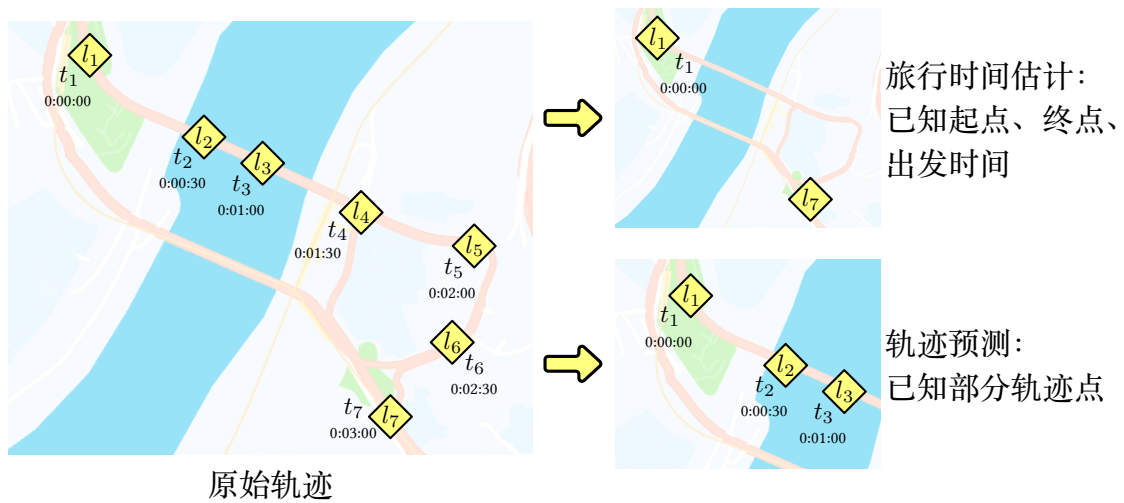 l₁
t₁
0:00:00
l₂
t₂
0:00:30
l₃
t₃
0:01:00
l₄
t₄
0:01:30
l₅
t₅
0:02:00
l₆
t₆
0:02:30
t₇
l₇
0:03:00
原始轨迹
l₁
t₁
0:00:00
l₇
旅行时间估计：
已知起点、终点、
出发时间
l₁
t₁
0:00:00
l₂
t₂
0:00:30
l₃
t₃
0:01:00
轨迹预测：
已知部分轨迹点